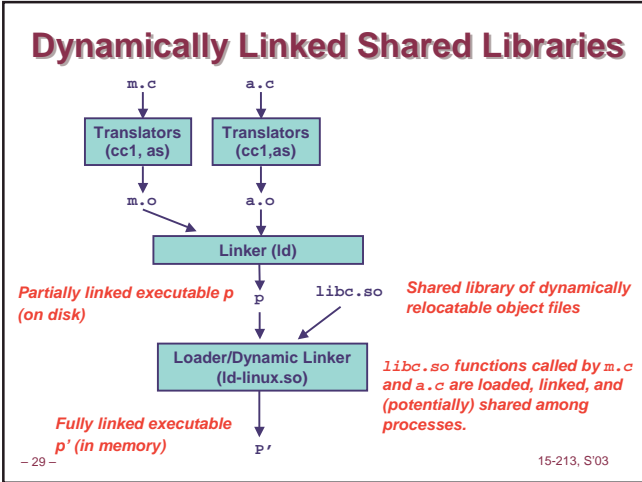 Dynamically Linked Shared Libraries
m.c
a.c
Translators
(cc1, as)
Translators
(cc1,as)
m.o
a.o
Linker (ld)
Partially linked executable p
(on disk)
p
libc.so
Shared library of dynamically
relocatable object files
Loader/Dynamic Linker
(ld-linux.so)
libc.so functions called by m.c
and a.c are loaded, linked, and
(potentially) shared among
processes.
Fully linked executable
p' (in memory)
P'
– 29 –
15-213, S'03